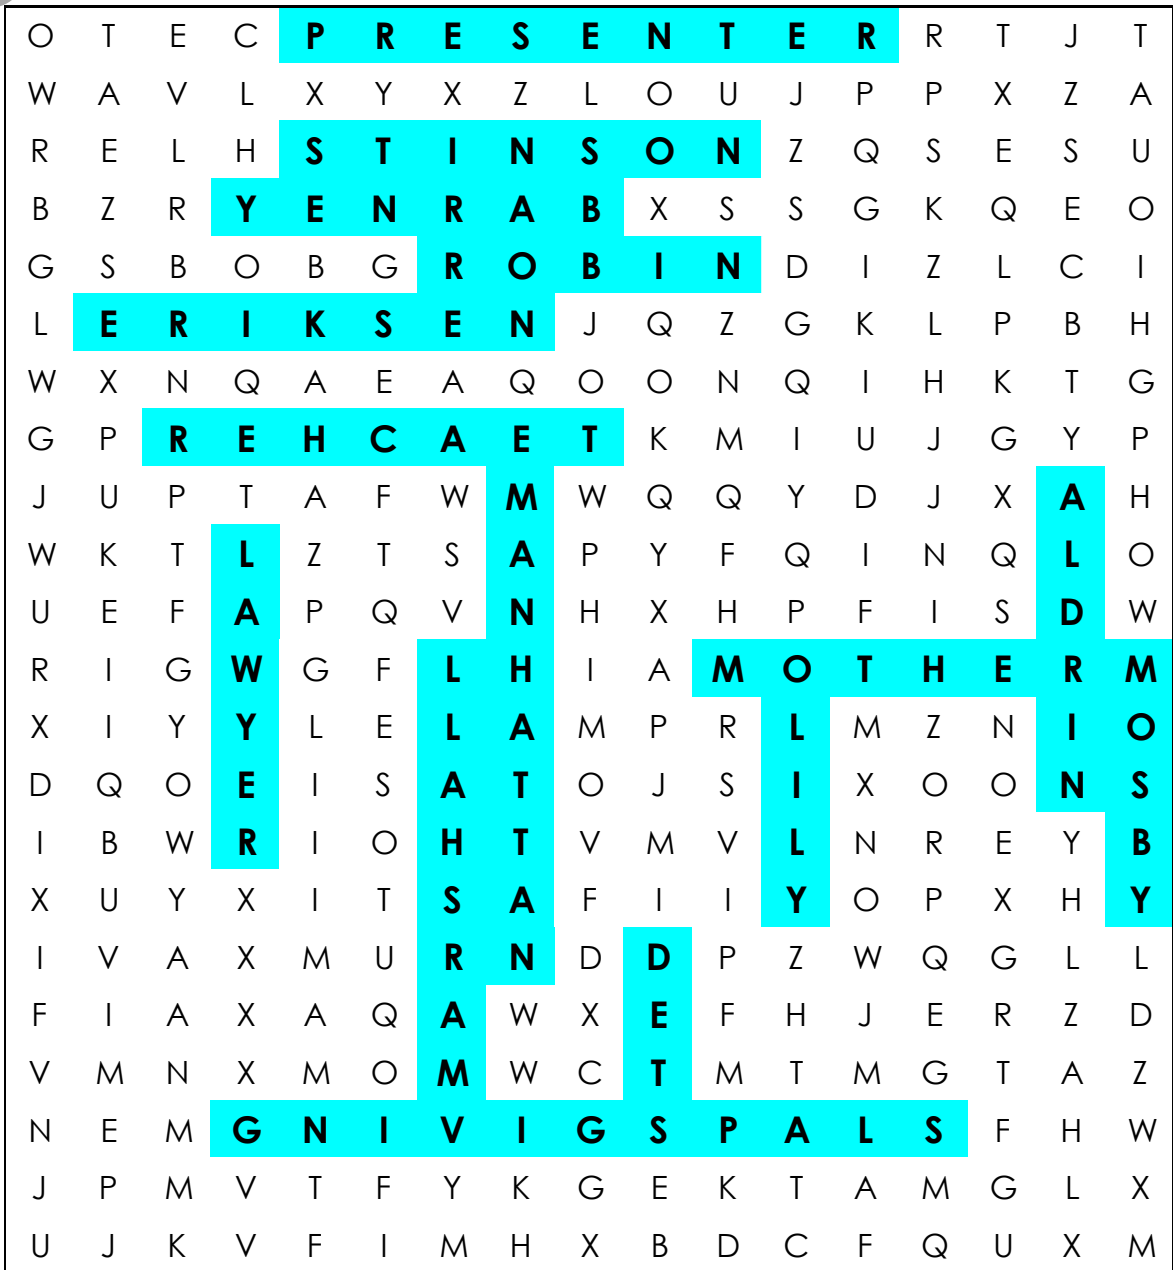 O T E C P R E S E N T E R R T J T
W A V L X Y X Z L O U J P P X Z A
R E L H S T I N S O N Z Q S E S U
B Z R Y E N R A B X S S G K Q E O
G S B O B G R O B I N D I Z L C I
L E R I K S E N J Q Z G K L P B H
W X N Q A E A Q O O N Q I H K T G
G P R E H C A E T K M I U J G Y P
J U P T A F W M W Q Q Y D J X A H
W K T L Z T S A P Y F Q I N Q L O
U E F A P Q V N H X H P F I S D W
R I G W G F L H I A M O T H E R M
X I Y Y L E L A M P R L M Z N I O
D Q O E I S A T O J S I X O O N S
I B W R I O H T V M V L N R E Y B
X U Y X I T S A F I I Y O P X H Y
I V A X M U R N D D P Z W Q G L L
F I A X A Q A W X E F H J E R Z D
V M N X M O M W C T M T M G T A Z
N E M G N I V I G S P A L S F H W
J P M V T F Y K G E K T A M G L X
U J K V F I M H X B D C F Q U X M